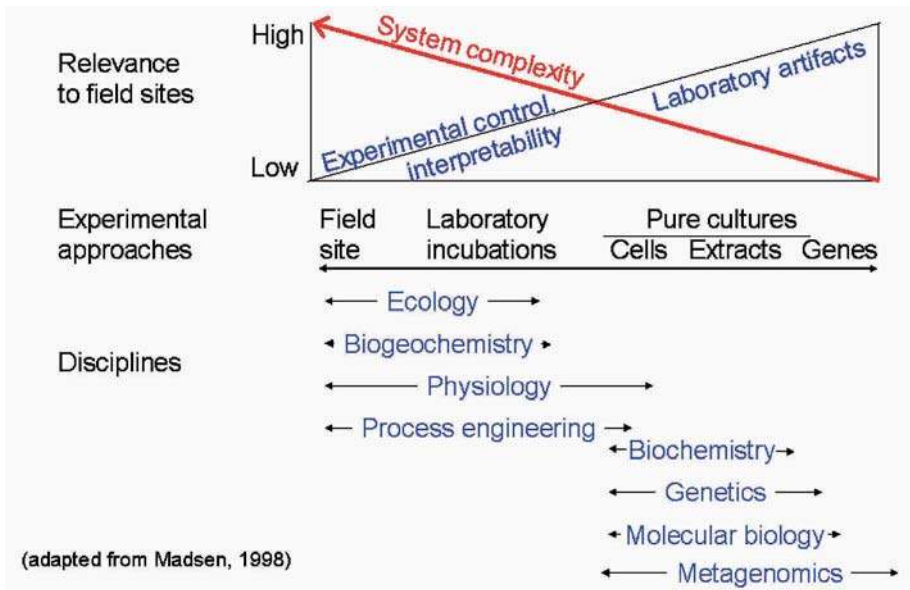 High
System complexity
Relevance
to field sites
Laboratory artifacts
Experimental control,
interpretability
Low
Experimental
approaches
Field
site
Laboratory
incubations
Pure cultures
Cells Extracts Genes
Disciplines
Ecology
Biogeochemistry
Physiology
Process engineering
Biochemistry
Genetics
Molecular biology
Metagenomics
(adapted from Madsen, 1998)